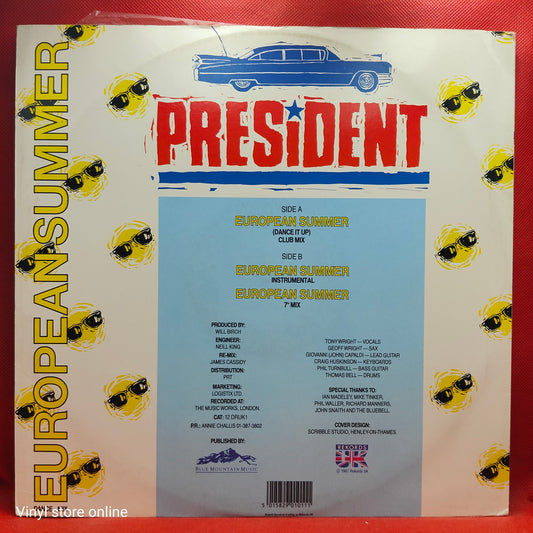 EUROPEAN SUMMER
PRESiDENT
SIDE A
EUROPEAN SUMMER
(DANCE IT UP)
CLUB MIX
SIDE B
EUROPEAN SUMMER
INSTRUMENTAL
EUROPEAN SUMMER
7" MIX
PRODUCED BY:
WILL BIRCH
ENGINEER:
NEILL KING
RE-MIX:
JAMES CASSIDY
DISTRIBUTION:
PRT
MARKETING:
LOGISTIX LTD.
RECORDED AT:
THE MUSIC WORKS, LONDON.
CAT: 12 DRUK1
P.R.: ANNIE CHALLIS 01-387-3802
PUBLISHED BY:
BLUE MOUNTAIN MUSIC
TONY WRIGHT — VOCALS
GEOFF WRIGHT — SAX
GIOVANNI (JOHN) CAPALDI — LEAD GUITAR
CRAIG HUSKINSON — KEYBOARDS
PHIL TURNBULL — BASS GUITAR
THOMAS BELL — DRUMS
SPECIAL THANKS TO:
IAN MADELEY, MIKE TINKER,
PHIL WALLER, RICHARD MANNERS,
JOHN SNAITH AND THE BLUEBELL.
COVER DESIGN:
SCRIBBLE STUDIO, HENLEY-ON-THAMES.
REKORDS
UK
5 015829 010111
Vinyl store online